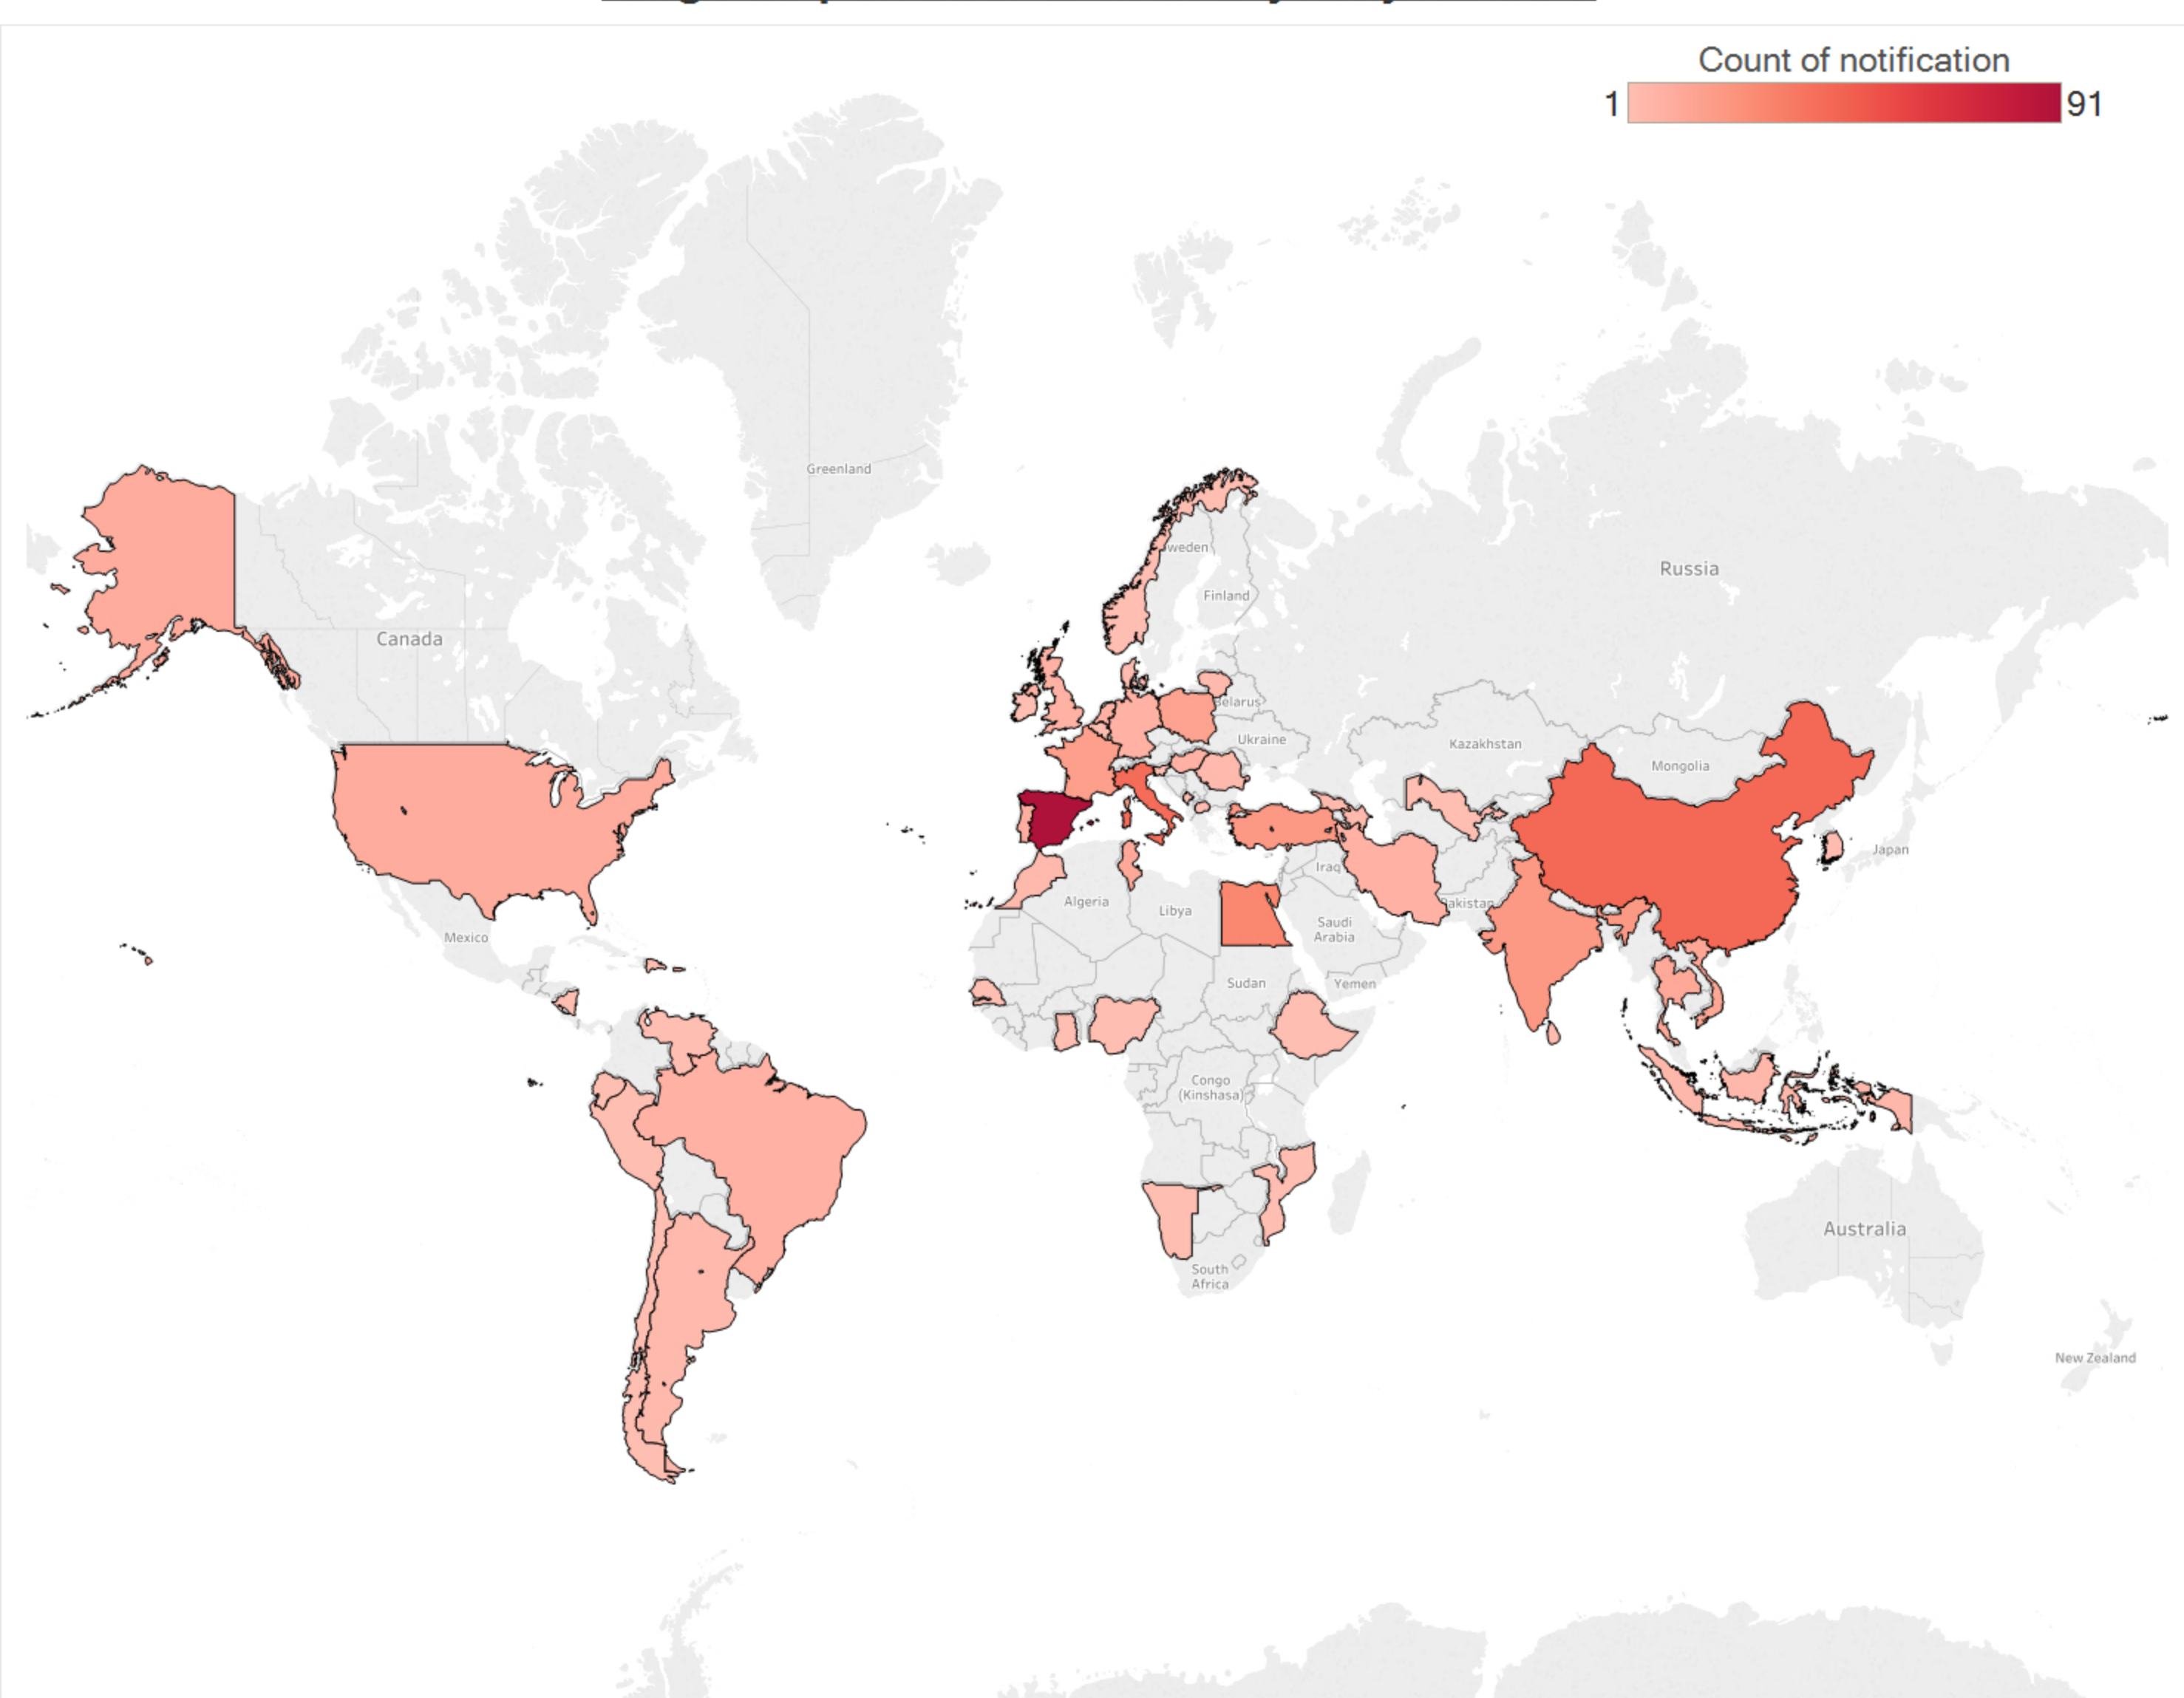 Count of notification
1 91
Greenland
weden
Finland
Russia
Canada
Belarus
Ukraine
Kazakhstan
Mongolia
Japan
Iraq
Pakistan
Algeria
Libya
Saudi
Arabia
Mexico
Sudan
Yemen
Congo
(Kinshasa)
Australia
South
Africa
New Zealand